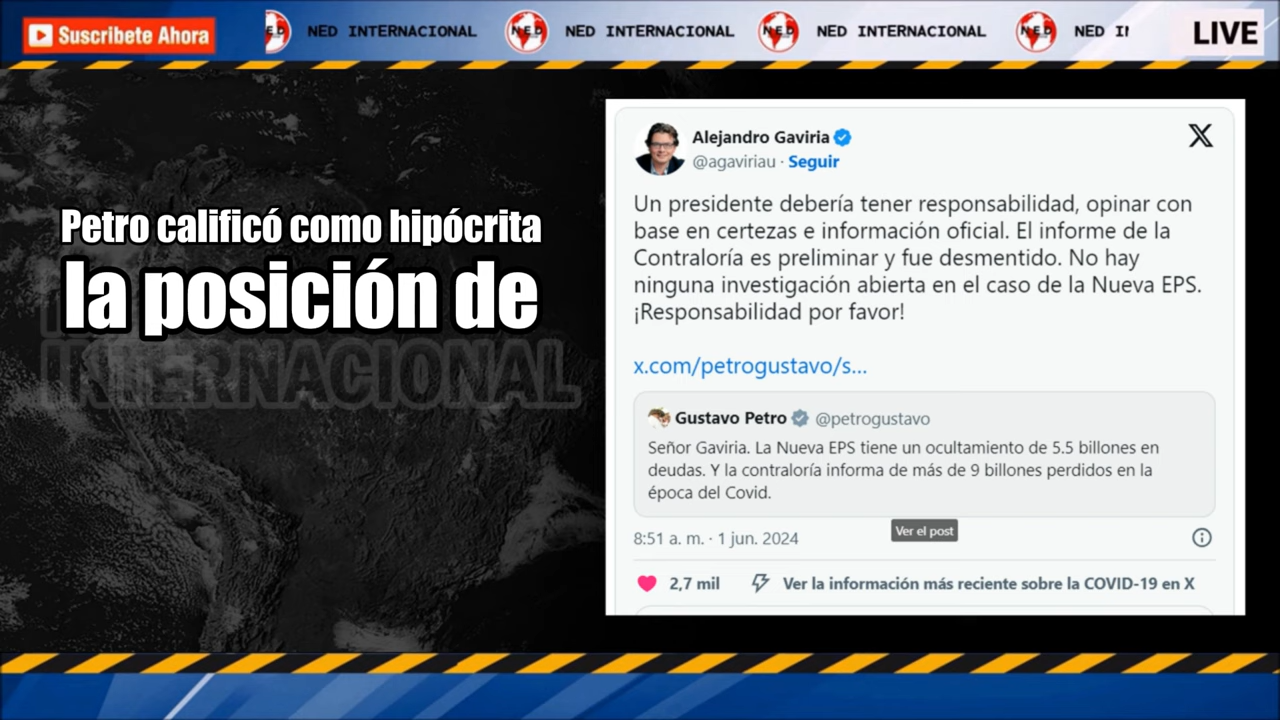 Suscribete Ahora
NED INTERNACIONAL
NED
NED INTERNACIONAL
NED
NED INTERNACIONAL
NED
NED
LIVE
Petro calificó como hipócrita
la posición de
INTERNACIONAL
Alejandro Gaviria
@agaviriau · Seguir
Un presidente debería tener responsabilidad, opinar con
base en certezas e información oficial. El informe de la
Contraloría es preliminar y fue desmentido. No hay
ninguna investigación abierta en el caso de la Nueva EPS.
¡Responsabilidad por favor!
x.com/petrogustavo/s...
Gustavo Petro @petrogustavo
Señor Gaviria. La Nueva EPS tiene un ocultamiento de 5.5 billones en
deudas. Y la contraloría informa de más de 9 billones perdidos en la
época del Covid.
Ver el post
8:51 a. m. · 1 jun. 2024
2,7 mil
Ver la información más reciente sobre la COVID-19 en X